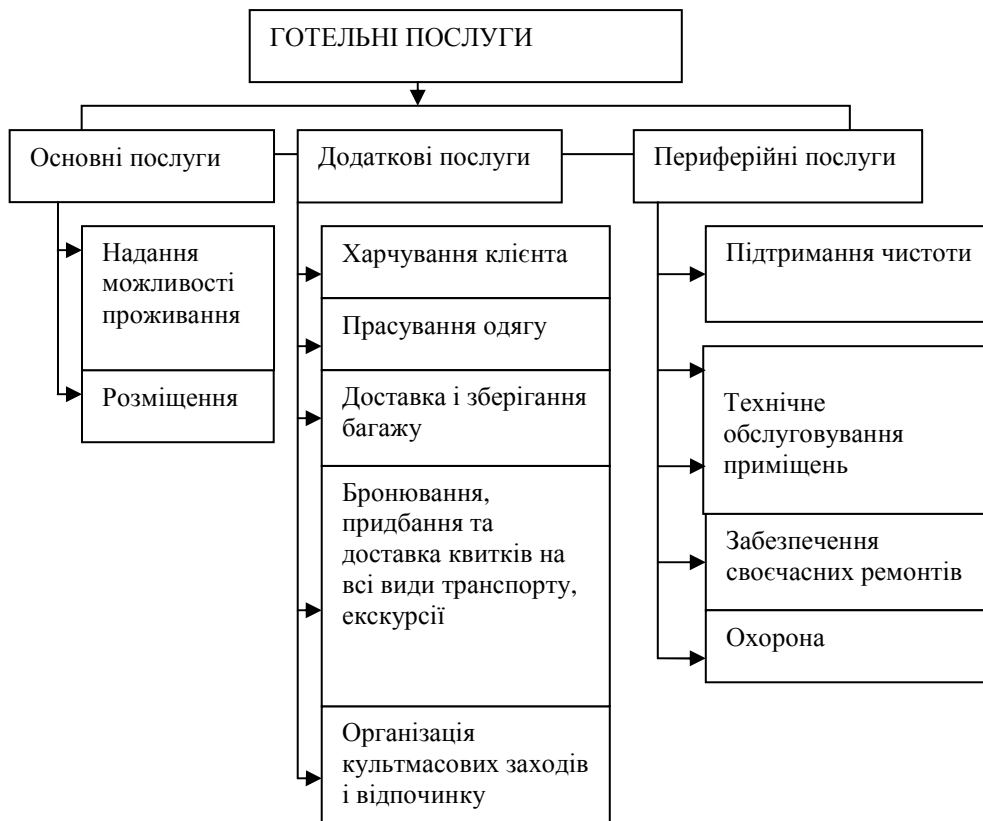 ГОТЕЛЬНІ ПОСЛУГИ
Основні послуги
Додаткові послуги
Периферійні послуги
Надання
можливості
проживання
Розміщення
Харчування клієнта
Прасування одягу
Доставка і зберігання
багажу
Бронювання,
придбання та
доставка квитків на
всі види транспорту,
екскурсії
Організація
культмасових заходів
і відпочинку
Підтримання чистоти
Технічне
обслуговування
приміщень
Забезпечення
своєчасних ремонтів
Охорона